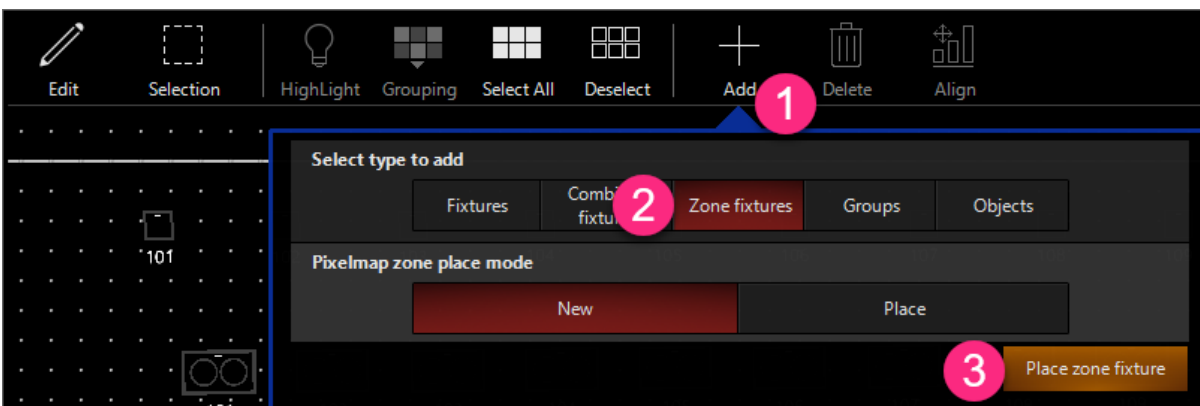 Edit Selection HighLight Grouping Select All Deselect Add Delete Align
1
Select type to add
Fixtures 2 Zone fixtures Groups Objects
101
Pixelmap zone place mode
New Place
3 Place zone fixture